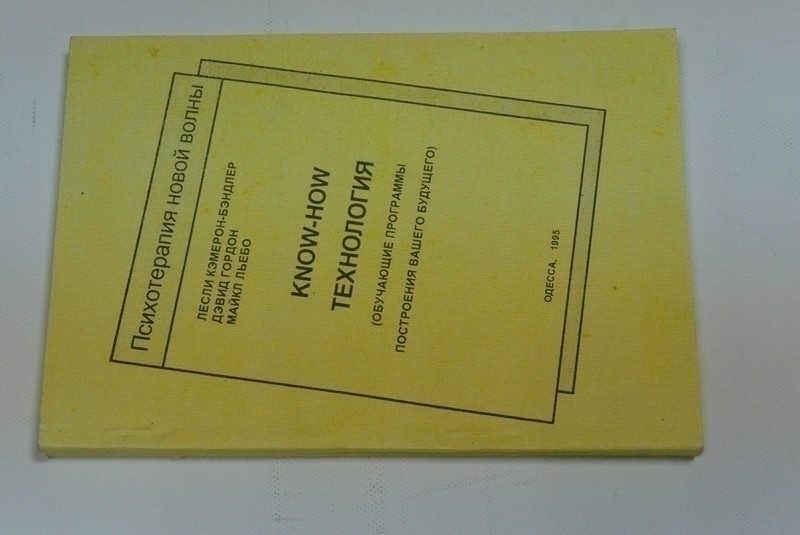 Психотерапия НОВОЙ ВОЛНЫ
ЛЕСЛИ КЭМЕРОН-БЭНДЛЕР
ДЭВИД ГОРДОН
МАЙКЛ ЛЬЕБО
KNOW-HOW
ТЕХНОЛОГИЯ
(ОБУЧАЮЩИЕ ПРОГРАММЫ
ПОСТРОЕНИЯ ВАШЕГО БУДУЩЕГО)
ОДЕССА, 1995